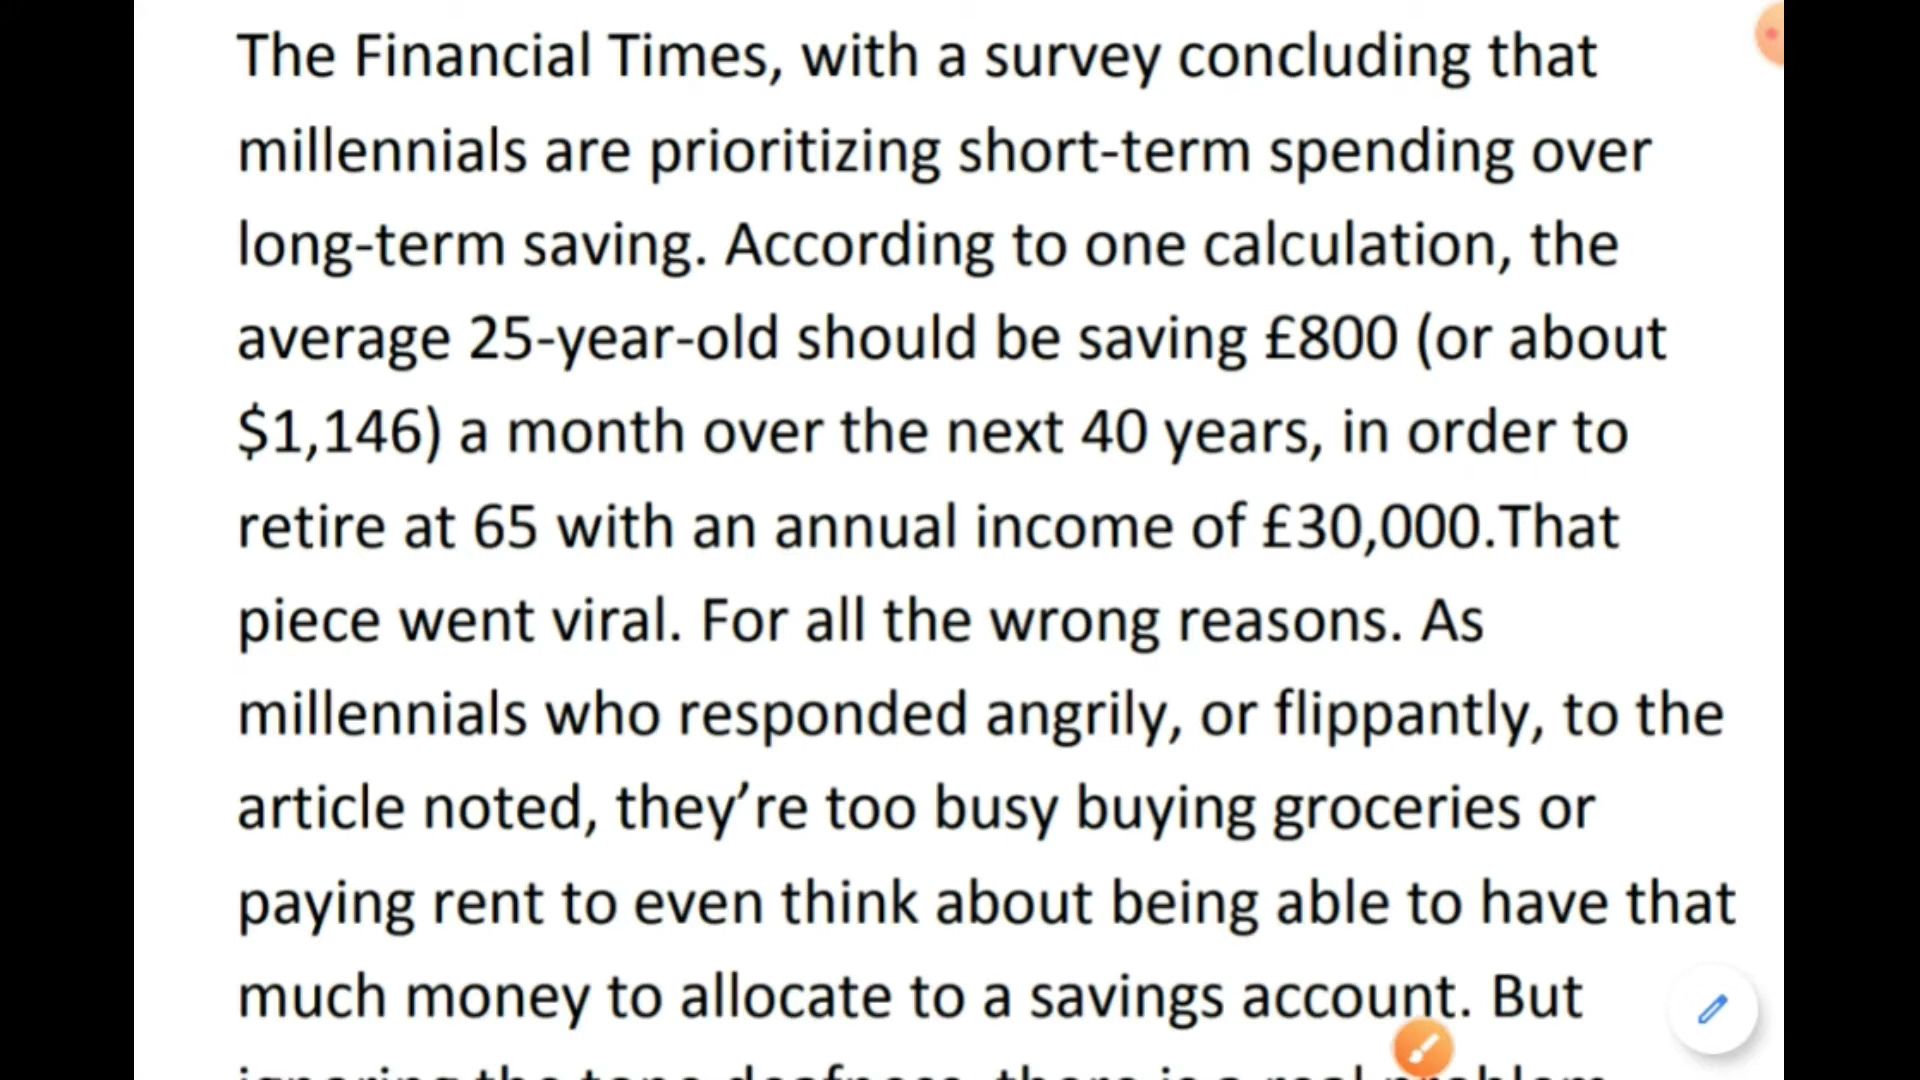 The Financial Times, with a survey concluding that
millennials are prioritizing short-term spending over
long-term saving. According to one calculation, the
average 25-year-old should be saving £800 (or about
$1,146) a month over the next 40 years, in order to
retire at 65 with an annual income of £30,000.That
piece went viral. For all the wrong reasons. As
millennials who responded angrily, or flippantly, to the
article noted, they’re too busy buying groceries or
paying rent to even think about being able to have that
much money to allocate to a savings account. But